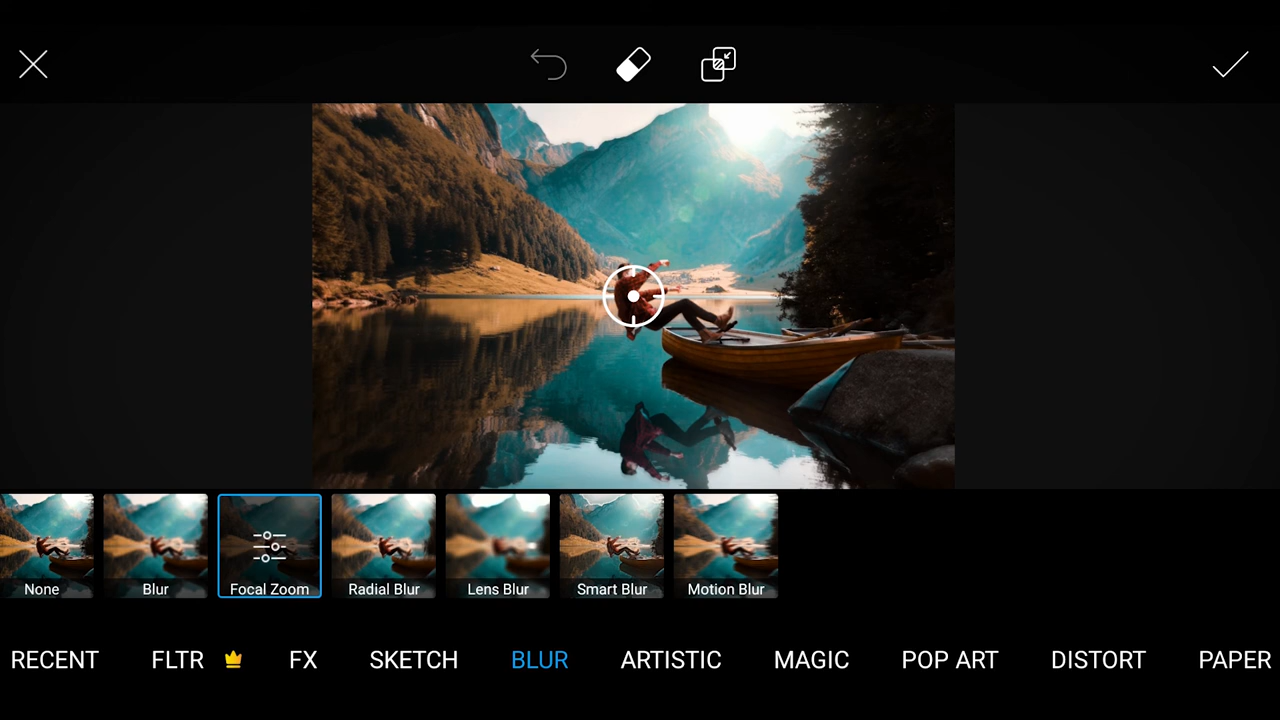 None Blur Focal Zoom Radial Blur Lens Blur Smart Blur Motion Blur
RECENT FLTR FX SKETCH BLUR ARTISTIC MAGIC POP ART DISTORT PAPER